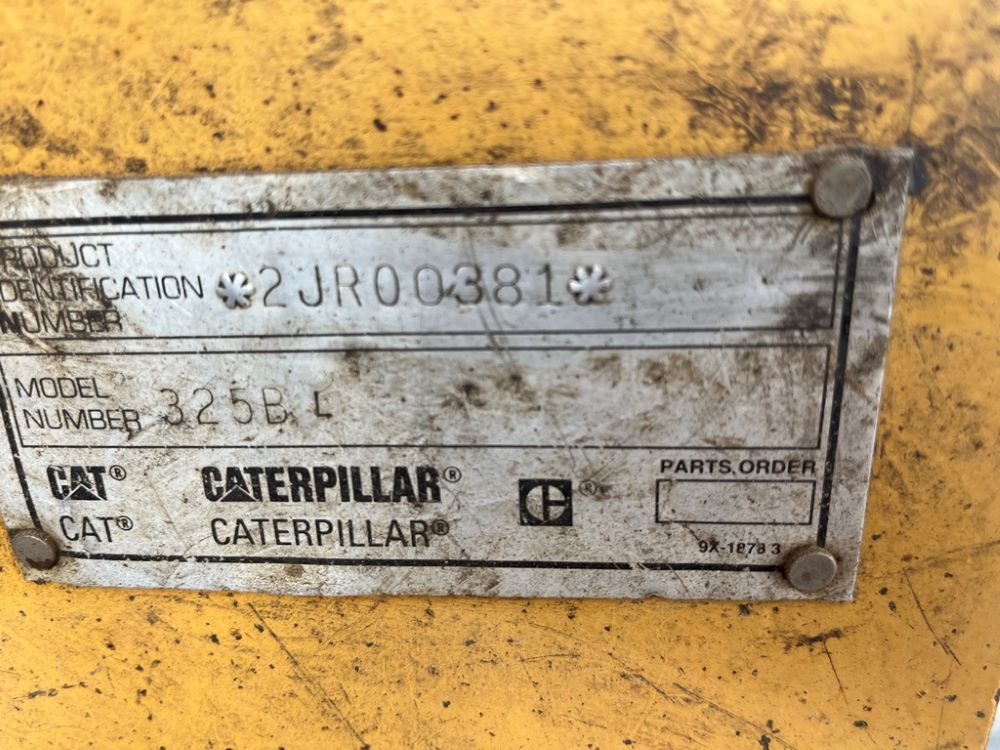 PRODUCT
IDENTIFICATION
NUMBER
*2JR00381*
MODEL
NUMBER
325B L
CAT® CATERPILLAR® ®
CAT® CATERPILLAR®
PARTS ORDER
9X-1878 3